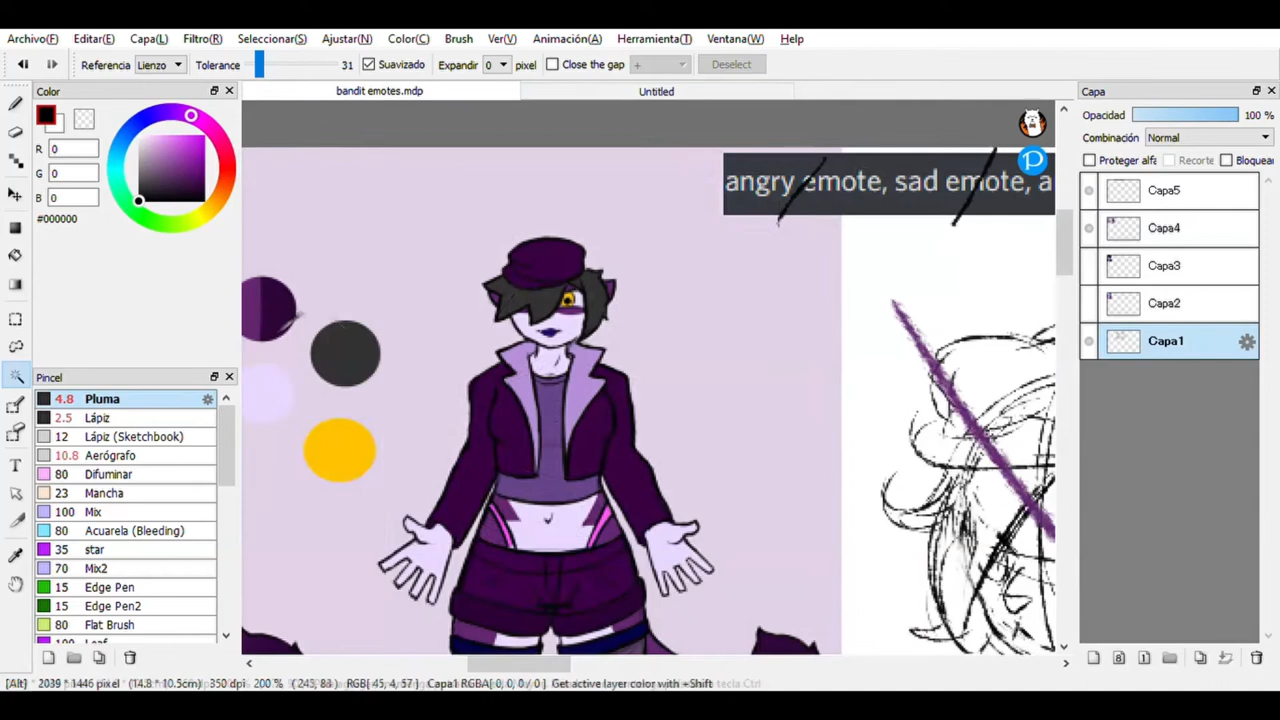 Archivo(F) Editar(E) Capa(L) Filtro(R) Seleccionar(S) Ajustar(N) Color(C) Brush Ver(V) Animación(A) Herramienta(T) Ventana(W) Help
Referencia Lienzo Tolerance 31 Suavizado Expandir 0 pixel Close the gap + Deselect
Color
bandit emotes.mdp
Untitled
R 0
G 0
B 0
#000000
angry emote, sad emote, a
Pincel
4.8 Pluma
2.5 Lápiz
12 Lápiz (Sketchbook)
10.8 Aerógrafo
80 Difuminar
23 Mancha
100 Mix
80 Acuarela (Bleeding)
35 star
70 Mix2
15 Edge Pen
15 Edge Pen2
80 Flat Brush
Capa
Opacidad 100 %
Combinación Normal
Proteger alfa Recorte Bloquear
Capa5
Capa4
Capa3
Capa2
Capa1
2039 * 1446 pixel (14.8 * 10.5cm) 350 dpi 200 % ( 243, 83 ) RGB( 45, 4, 57 ) Capa1 RGBA( 0, 0, 0 / 0 ) Get active layer color with +Shift